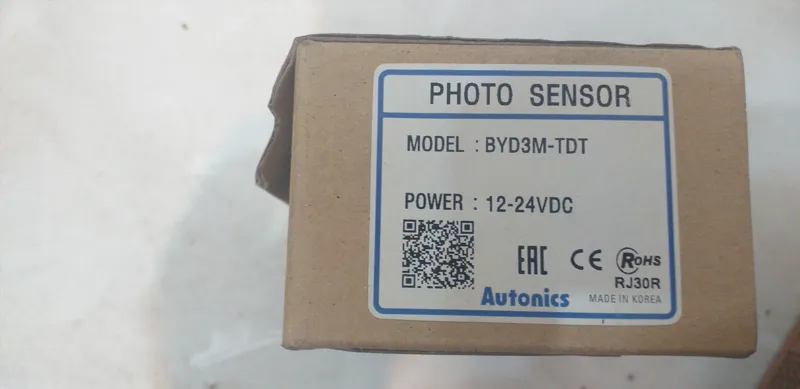 PHOTO SENSOR
MODEL : BYD3M-TDT
POWER : 12-24VDC
EAC CE RoHS
RJ30R
Autonics MADE IN KOREA